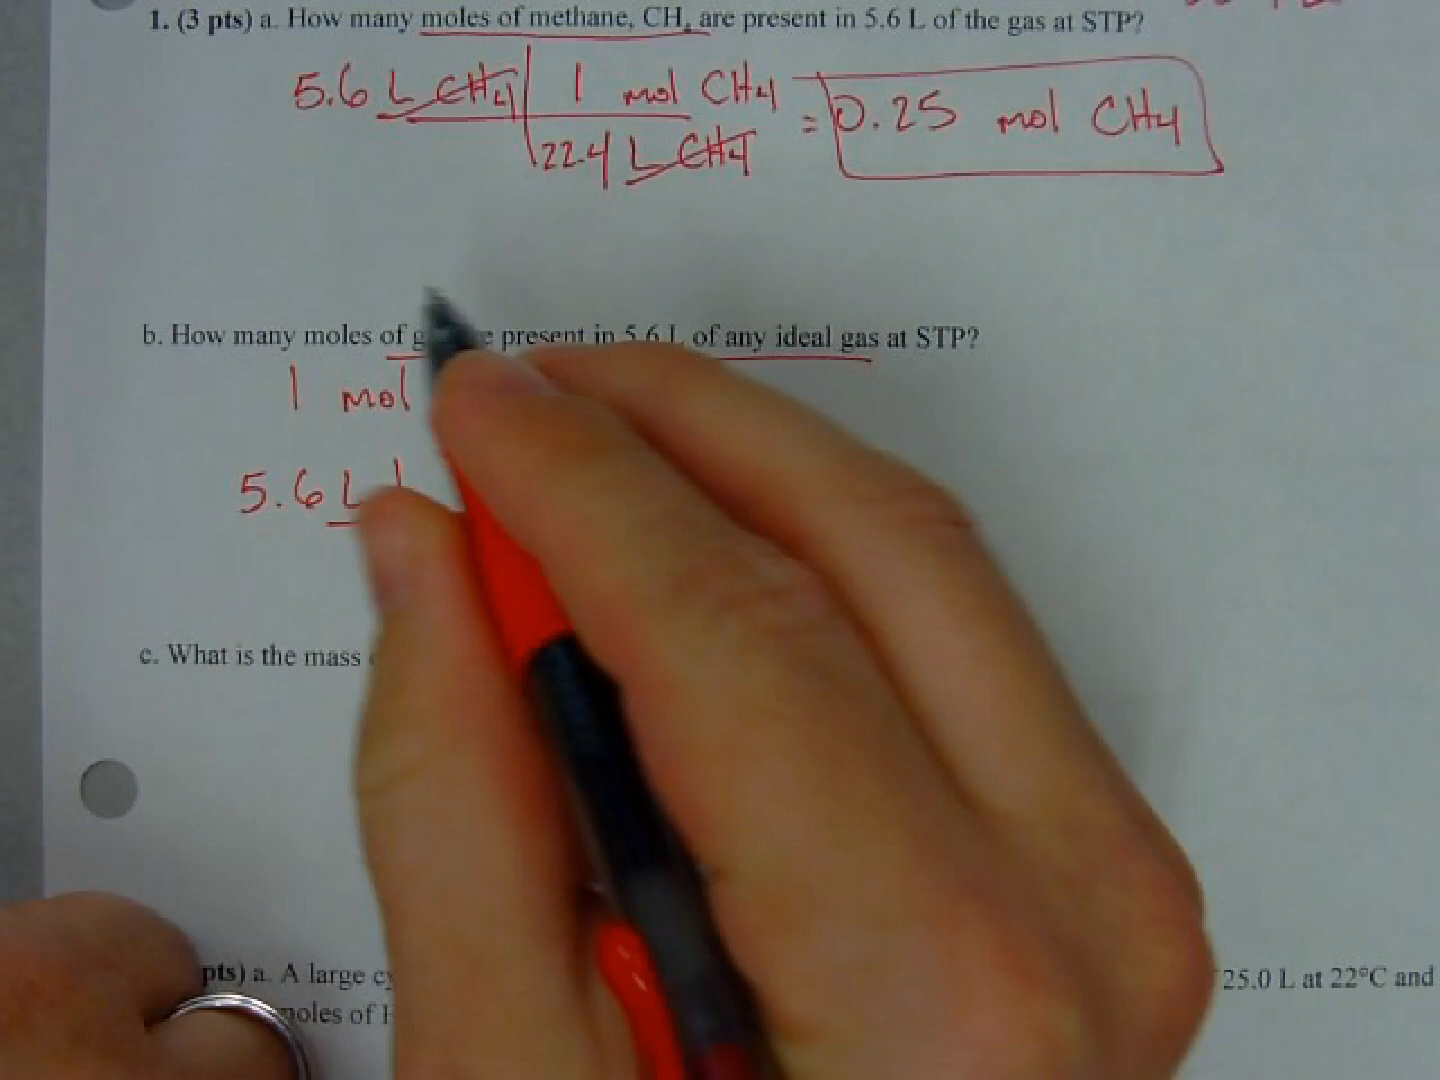 1. (3 pts) a. How many moles of methane, CH₄ are present in 5.6 L of the gas at STP?
5.6 L CH4 | 1 mol CH4
22.4 L CH4
= 0.25 mol CH4
b. How many moles of present in 5.6 L of any ideal gas at STP?
1 mol
5.6 L
c. What is the mass
pts) a. A large 25.0 L at 22°C and
moles of